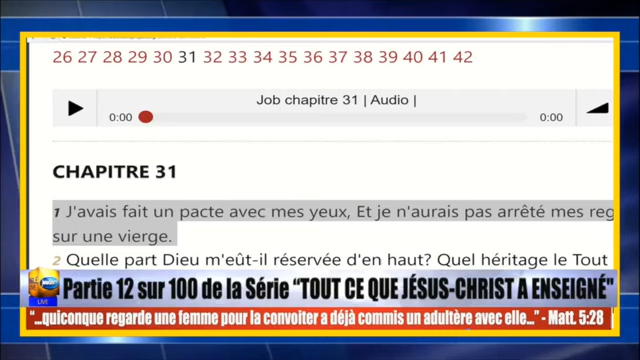 26 27 28 29 30 31 32 33 34 35 36 37 38 39 40 41 42
Job chapitre 31 | Audio |
0:00 0:00
CHAPITRE 31
1 J'avais fait un pacte avec mes yeux, Et je n'aurais pas arrêté mes reg
sur une vierge.
2 Quelle part Dieu m'eût-il réservée d'en haut? Quel héritage le Tout
LIVE
Partie 12 sur 100 de la Série “TOUT CE QUE JÉSUS-CHRIST A ENSEIGNÉ”
“...quiconque regarde une femme pour la convoiter a déjà commis un adultère avec elle...” - Matt. 5:28